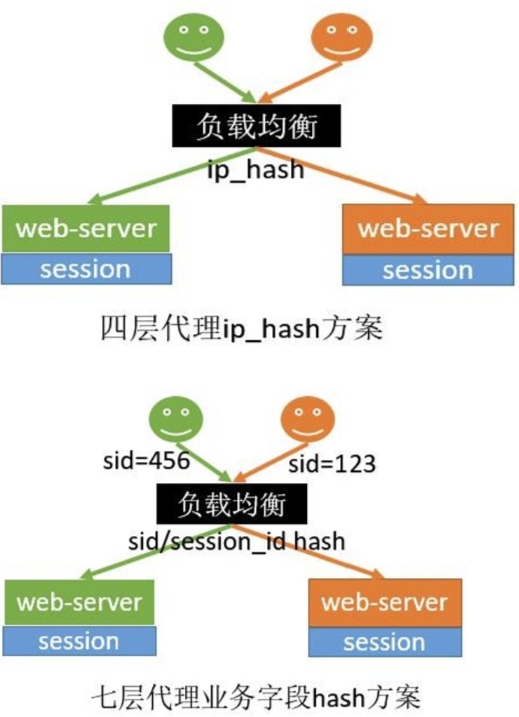 负载均衡
ip_hash
web-server web-server
session session
四层代理ip_hash方案
sid=456 sid=123
负载均衡
sid/session_id hash
web-server web-server
session session
七层代理业务字段hash方案